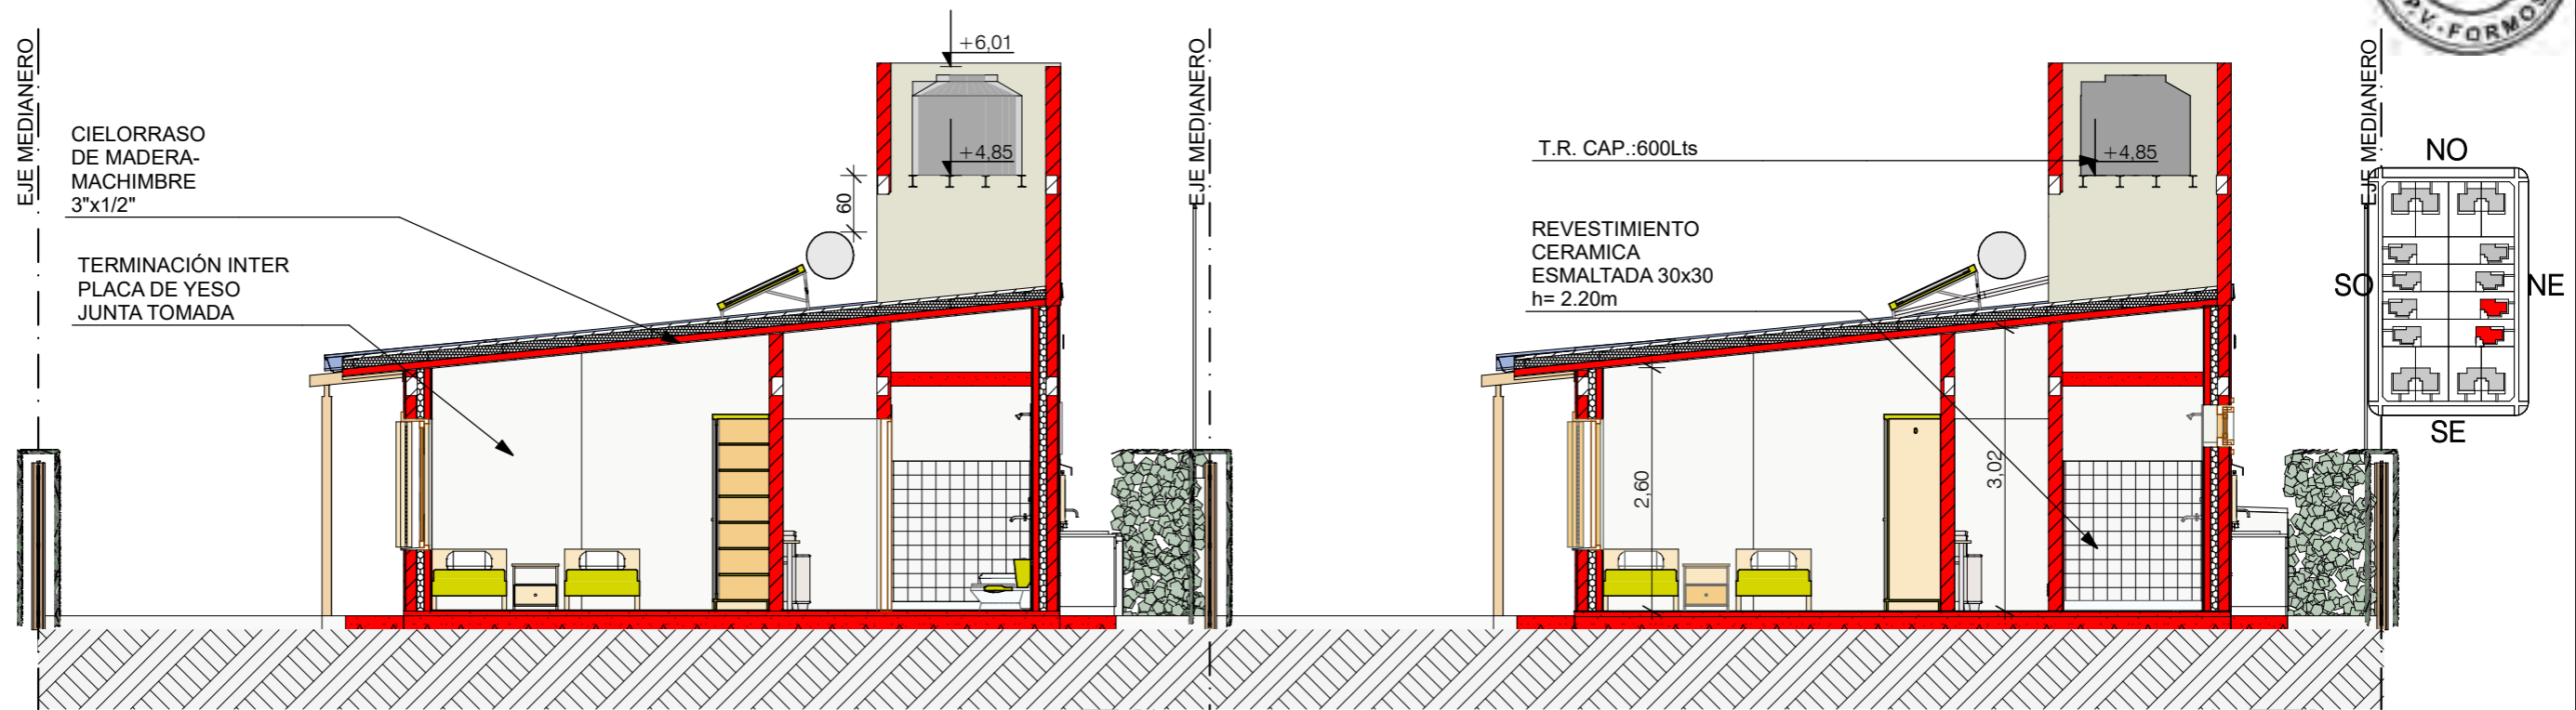 EJE MEDIANERO
CIELORRASO
DE MADERA-
MACHIMBRE
3"x1/2"
TERMINACIÓN INTER
PLACA DE YESO
JUNTA TOMADA
+6,01
+4,85
60
EJE MEDIANERO
T.R. CAP.:600Lts
REVESTIMIENTO
CERAMICA
ESMALTADA 30x30
h= 2.20m
+4,85
2,60
3,02
EJE MEDIANERO
P.V.-FORMOS
NO
SO
NE
SE